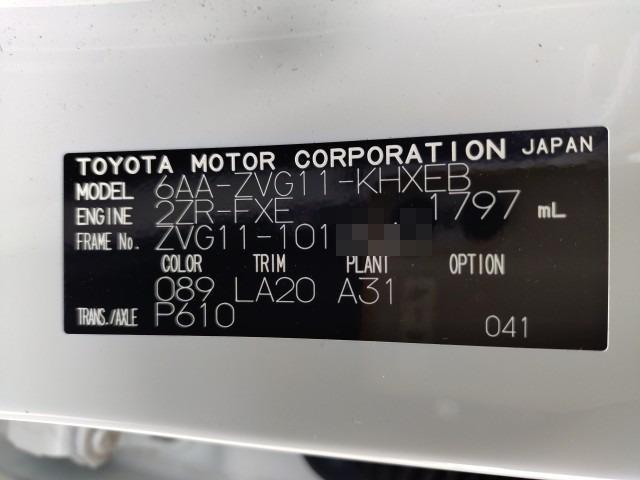 TOYOTA MOTOR CORPORATION JAPAN
MODEL 6AA-ZVG11-KHXEB
ENGINE 2ZR-FXE 1797 mL
FRAME No. ZVG11-101
COLOR TRIM PLANT OPTION
089 LA20 A31
TRANS./AXLE P610 041